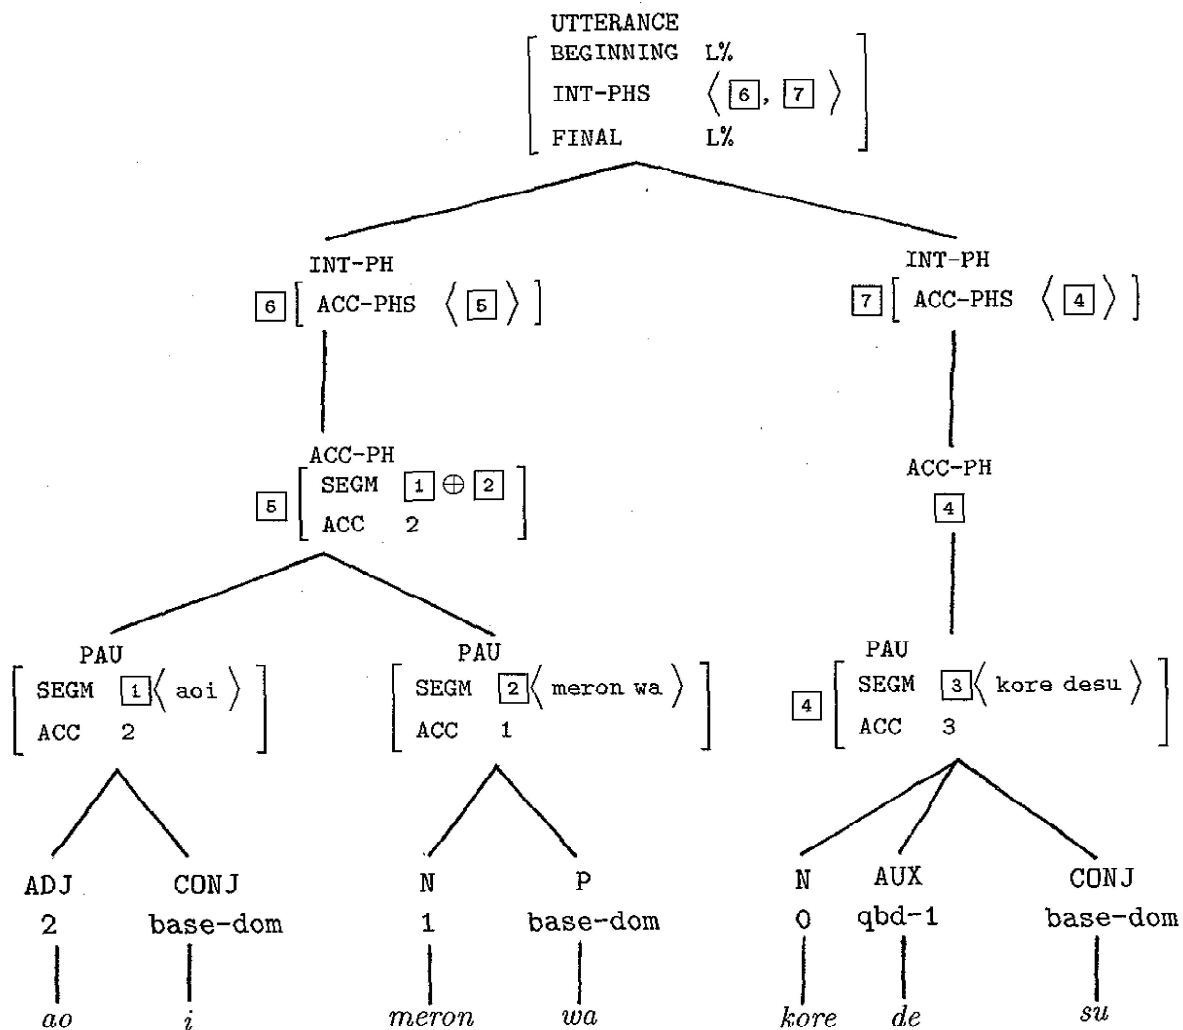 UTTERANCE
BEGINNING L%
INT-PHS ⟨ 6, 7 ⟩
FINAL L%
INT-PH
6 [ ACC-PHS ⟨ 5 ⟩ ]
INT-PH
7 [ ACC-PHS ⟨ 4 ⟩ ]
ACC-PH
5 [ SEGM 1 ⊕ 2
ACC 2 ]
ACC-PH
4
PAU
SEGM 1 ⟨ aoi ⟩
ACC 2
PAU
SEGM 2 ⟨ meron wa ⟩
ACC 1
PAU
4 [ SEGM 3 ⟨ kore desu ⟩
ACC 3 ]
ADJ CONJ N P N AUX CONJ
2 base-dom 1 base-dom 0 qbd-1 base-dom
ao i meron wa kore de su